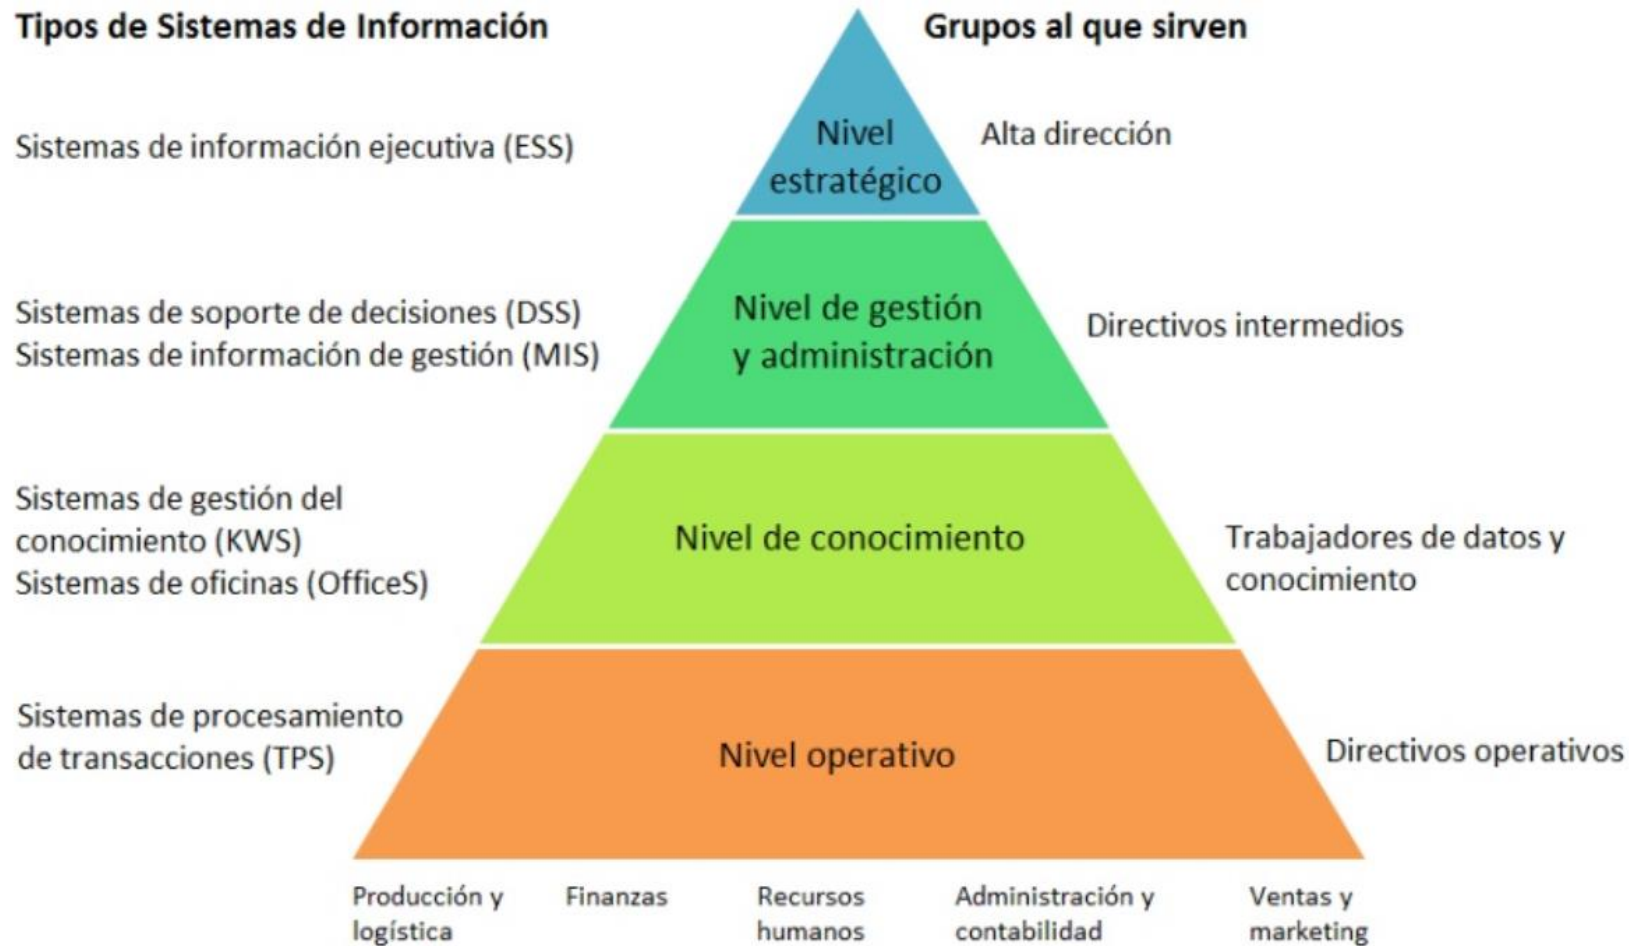 Tipos de Sistemas de Información
Grupos al que sirven
Sistemas de información ejecutiva (ESS)
Nivel
estratégico
Alta dirección
Sistemas de soporte de decisiones (DSS)
Sistemas de información de gestión (MIS)
Nivel de gestión
y administración
Directivos intermedios
Sistemas de gestión del
conocimiento (KWS)
Sistemas de oficinas (OfficeS)
Nivel de conocimiento
Trabajadores de datos y
conocimiento
Sistemas de procesamiento
de transacciones (TPS)
Nivel operativo
Directivos operativos
Producción y
logística
Finanzas
Recursos
humanos
Administración y
contabilidad
Ventas y
marketing